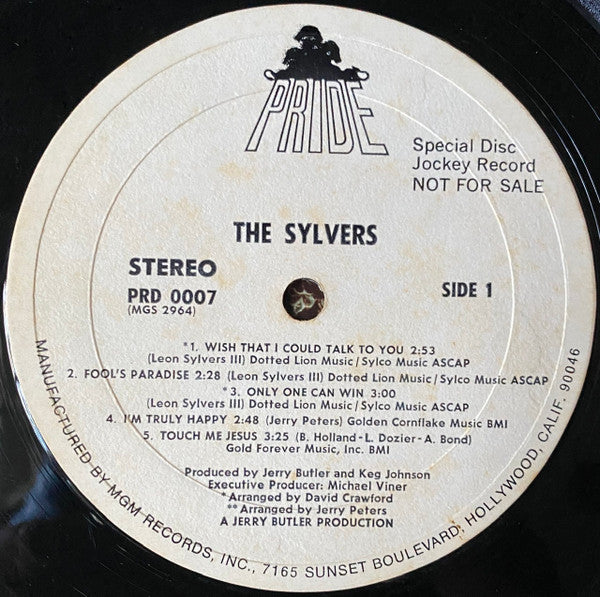 PRIDE
Special Disc
Jockey Record
NOT FOR SALE
THE SYLVERS
STEREO
PRD 0007
(MGS 2964)
SIDE 1
*1. WISH THAT I COULD TALK TO YOU 2:53
(Leon Sylvers III) Dotted Lion Music/Sylco Music ASCAP
2. FOOL'S PARADISE 2:28 (Leon Sylvers III) Dotted Lion Music/Sylco Music ASCAP
*3. ONLY ONE CAN WIN 3:00
(Leon Sylvers III) Dotted Lion Music/Sylco Music ASCAP
4. I'M TRULY HAPPY 2:48 (Jerry Peters) Golden Cornflake Music BMI
5. TOUCH ME JESUS 3:25 (B. Holland-L. Dozier-A. Bond)
Gold Forever Music, Inc. BMI
Produced by Jerry Butler and Keg Johnson
Executive Producer: Michael Viner
*Arranged by David Crawford
**Arranged by Jerry Peters
A JERRY BUTLER PRODUCTION
MANUFACTURED BY MGM RECORDS, INC., 7165 SUNSET BOULEVARD, HOLLYWOOD, CALIF. 90046